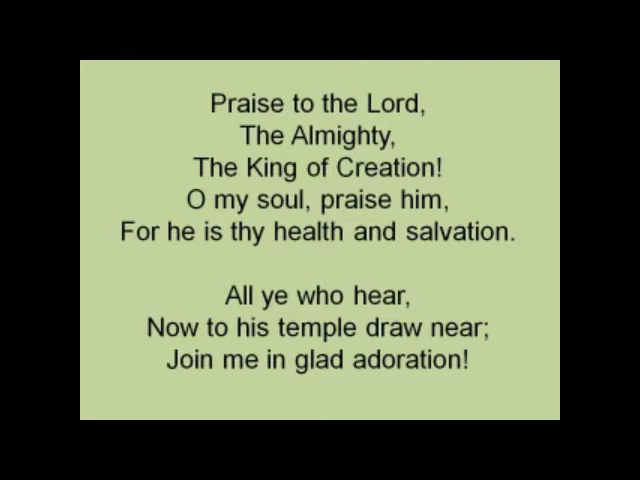 Praise to the Lord,
The Almighty,
The King of Creation!
O my soul, praise him,
For he is thy health and salvation.
All ye who hear,
Now to his temple draw near;
Join me in glad adoration!